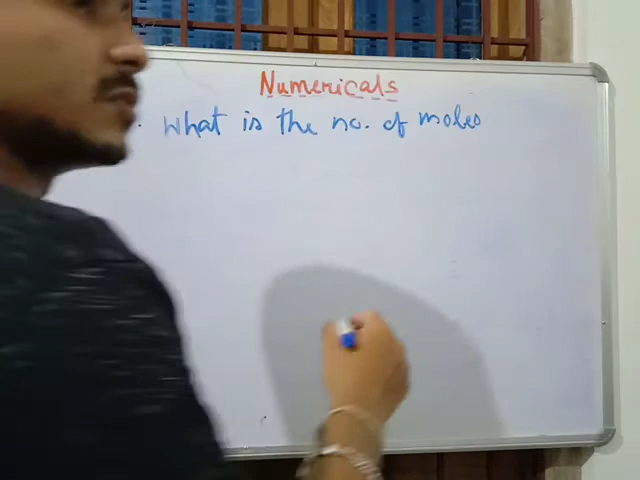 Numericals
What is the no. of moles